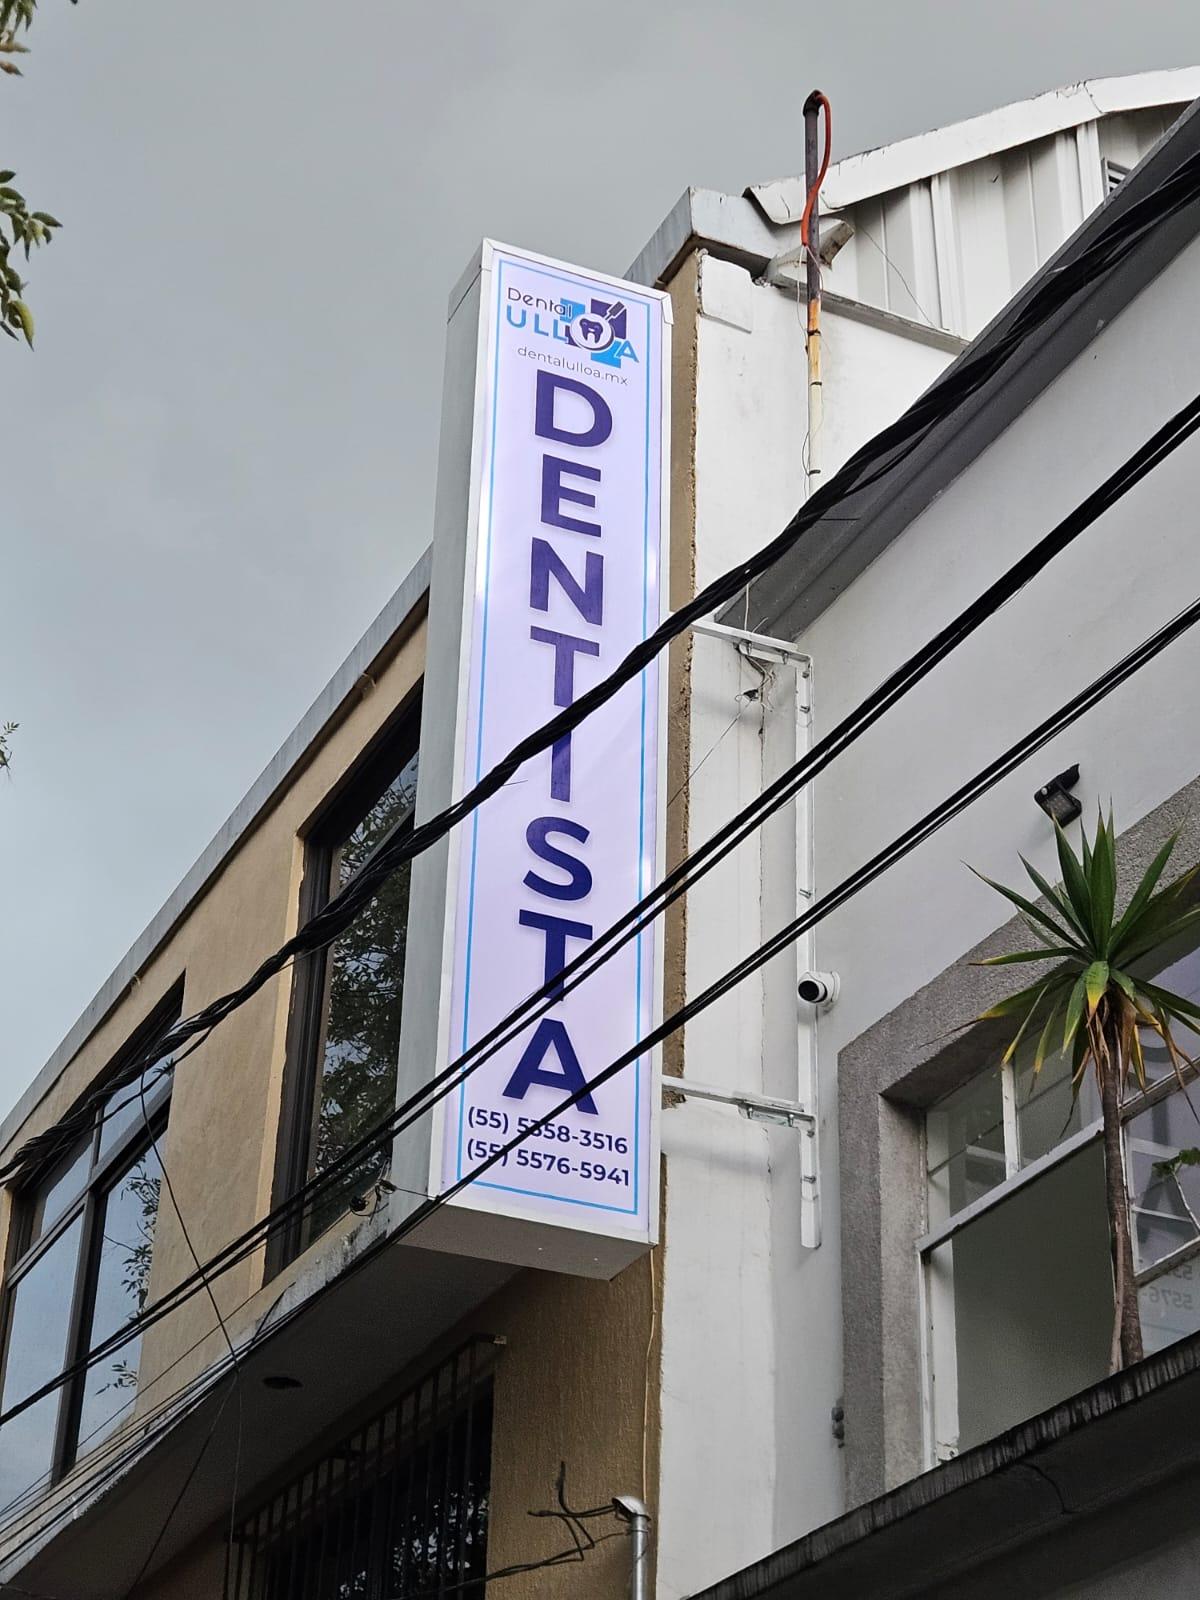 Dental
ULLOA
dentalulloa.mx
DENTISTA
(55) 5358-3516
(55) 5576-5941